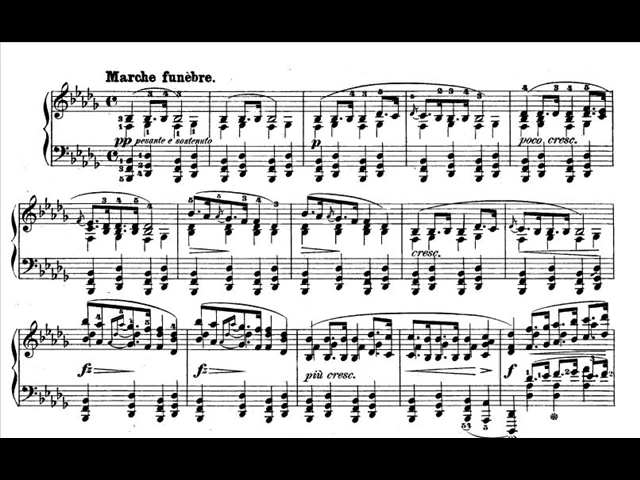 Marche funèbre.
pp pesante e sostenuto
p
poco cresc.
cresc.
fz
fz
più cresc.
f